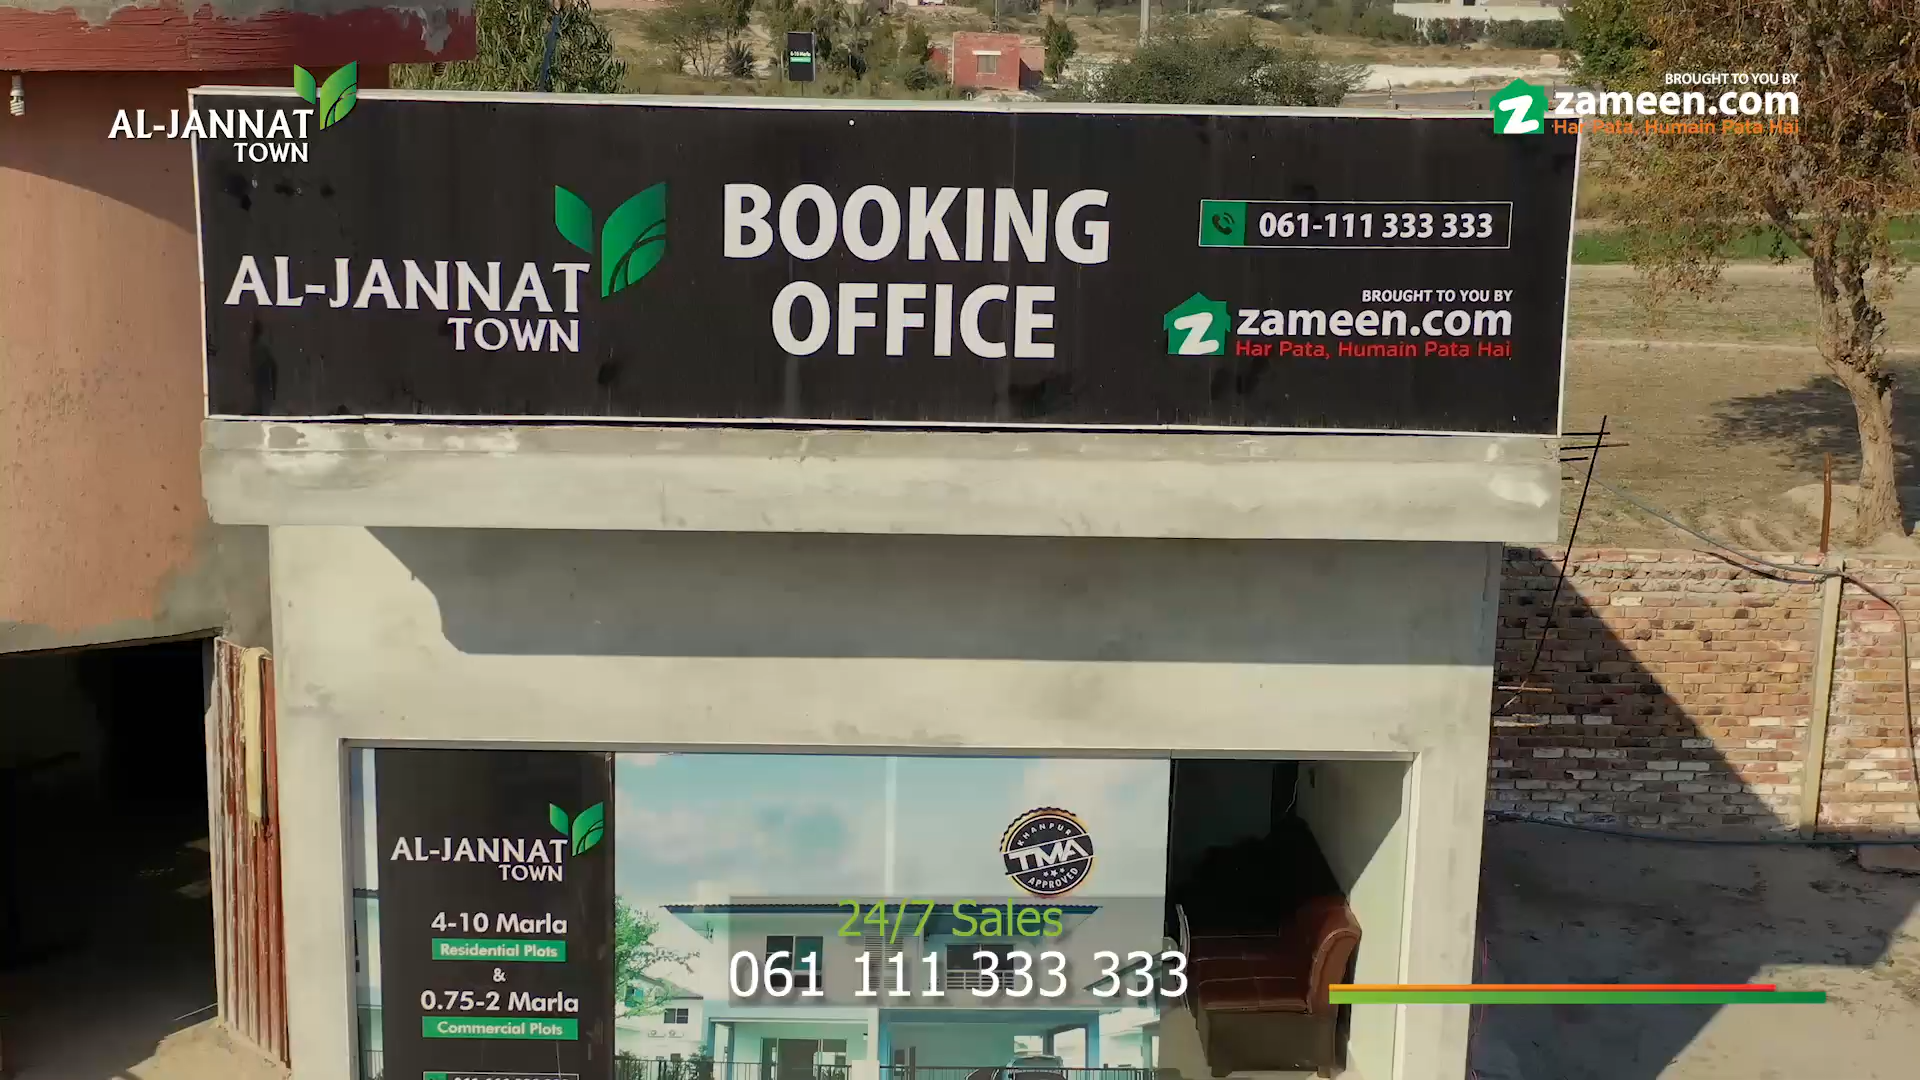 AL-JANNAT
TOWN
BROUGHT TO YOU BY
zameen.com
Har Pata, Humain Pata Hai
AL-JANNAT
TOWN
BOOKING
OFFICE
061-111 333 333
BROUGHT TO YOU BY
zameen.com
Har Pata, Humain Pata Hai
AL-JANNAT
TOWN
4-10 Marla
Residential Plots
&
0.75-2 Marla
Commercial Plots
KHANPUR
TMA
APPROVED
24/7 Sales
061 111 333 333